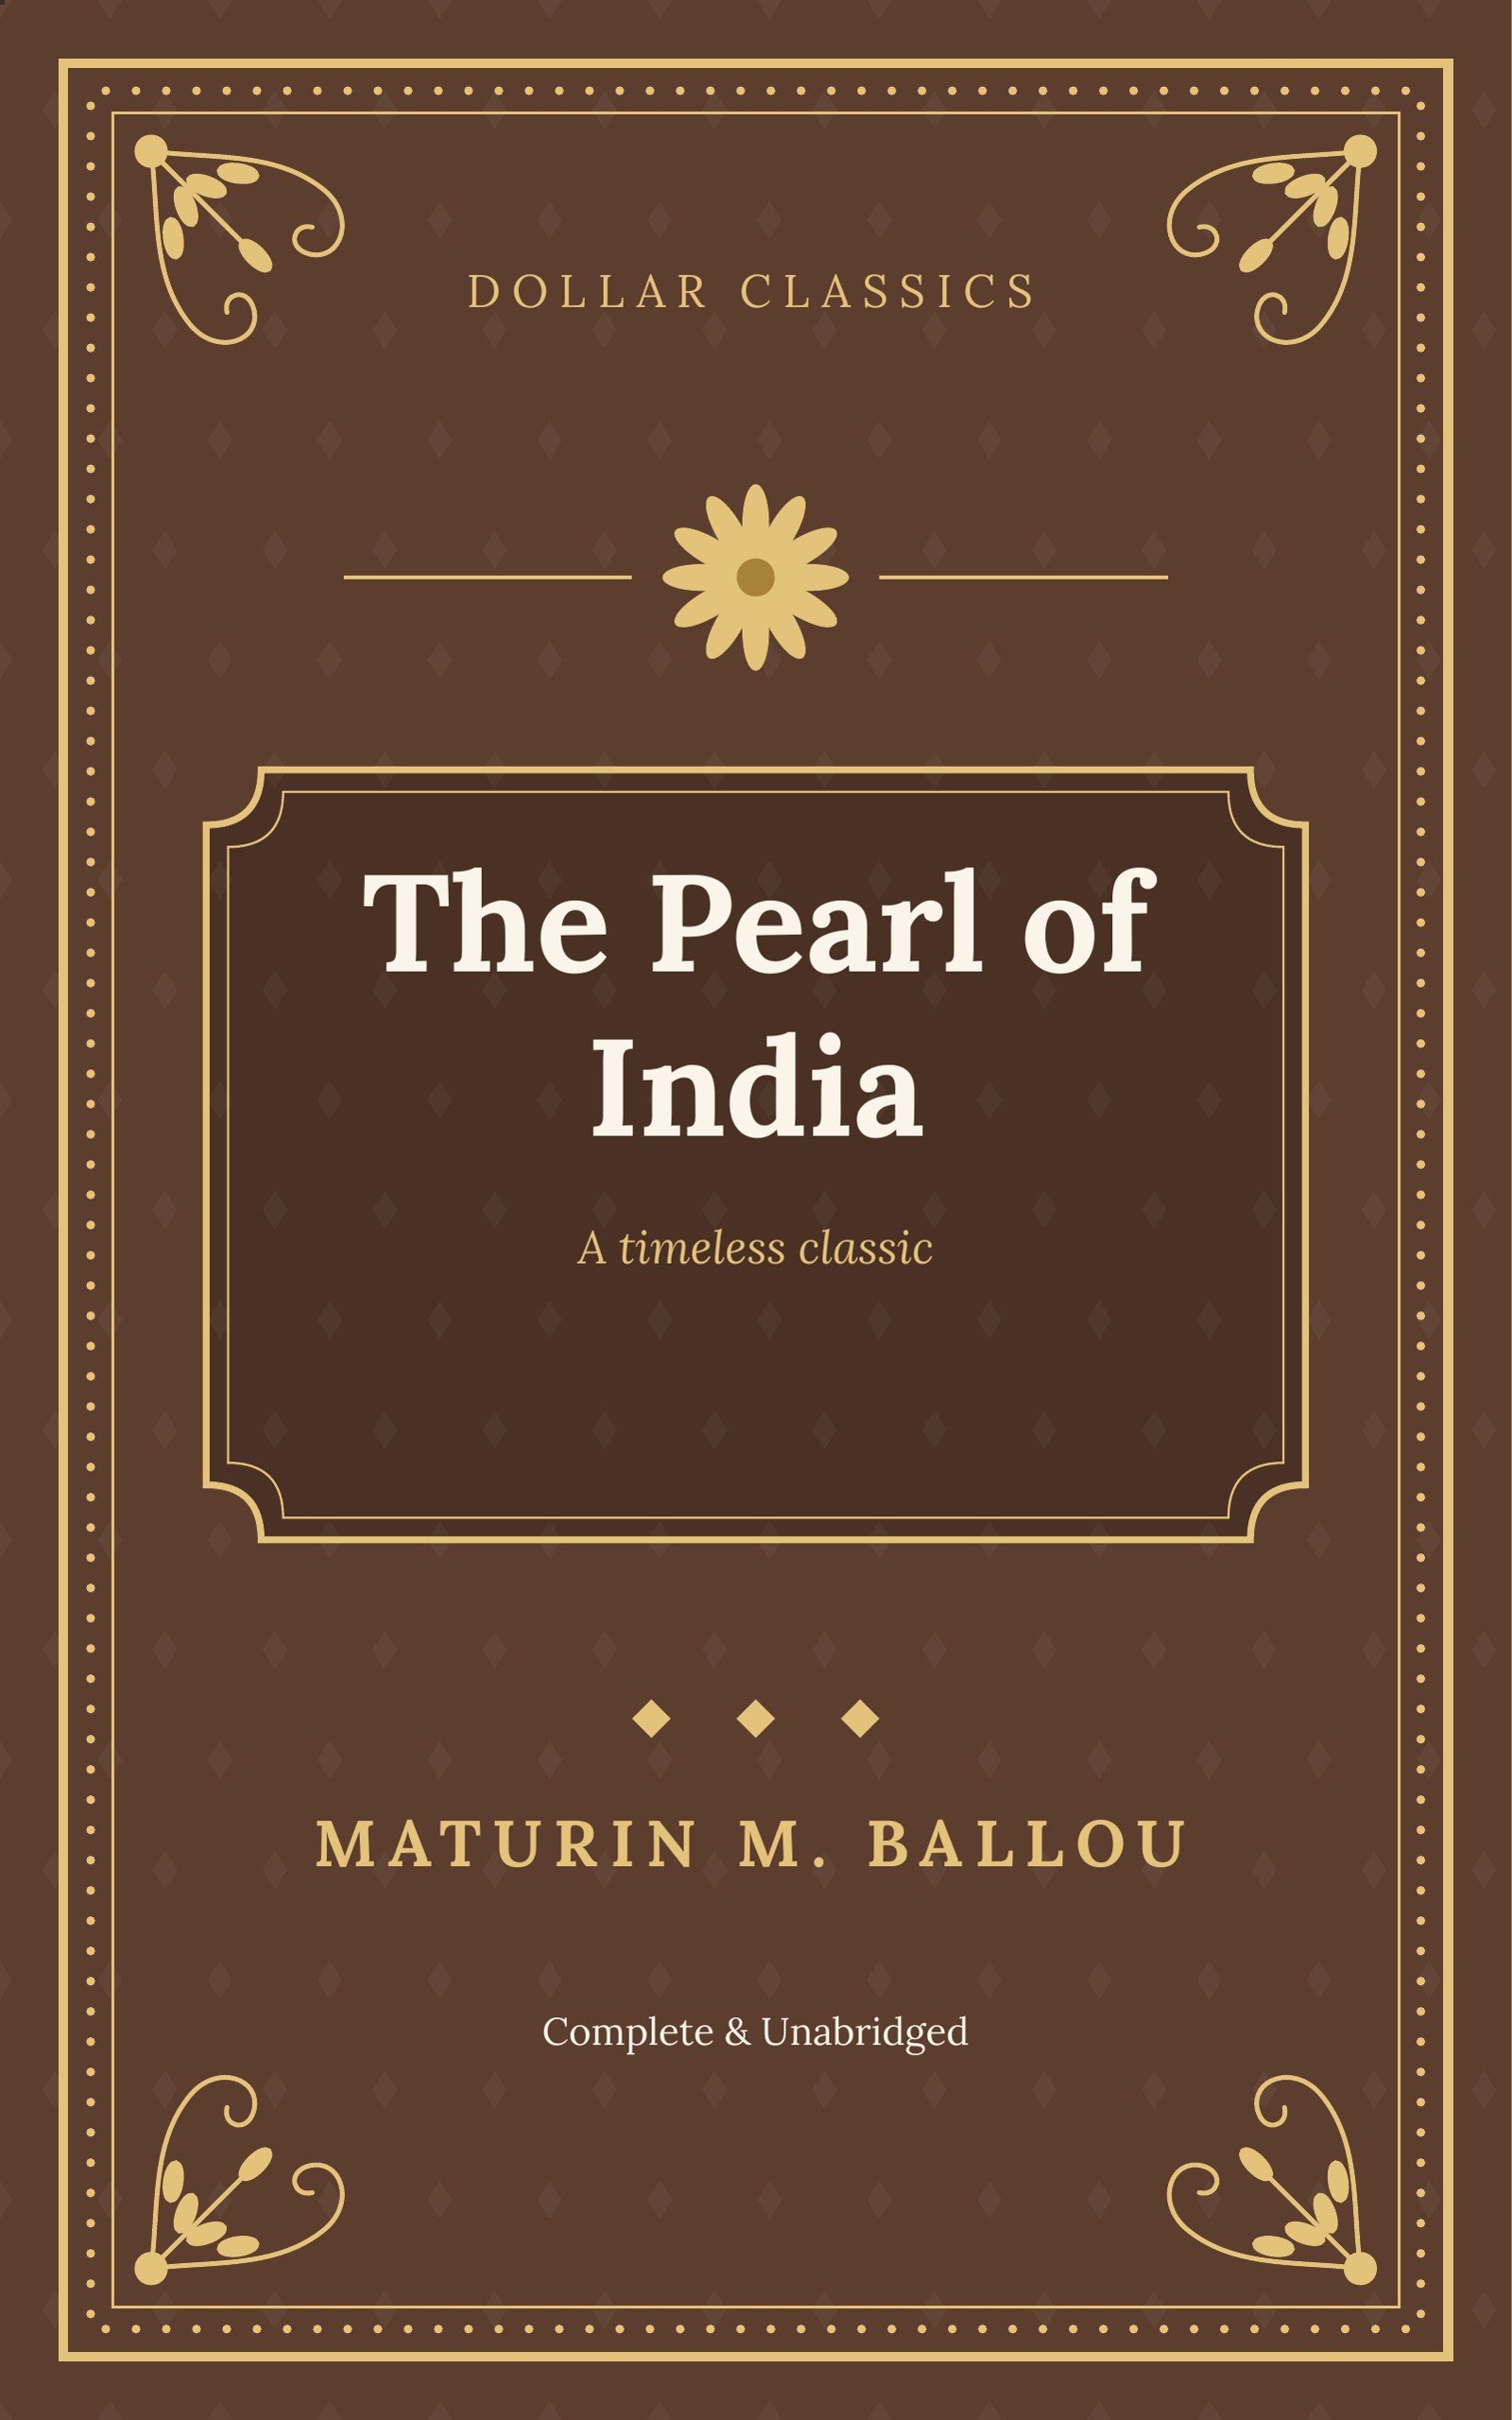 DOLLAR CLASSICS
The Pearl of
India
A timeless classic
MATURIN M. BALLOU
Complete & Unabridged